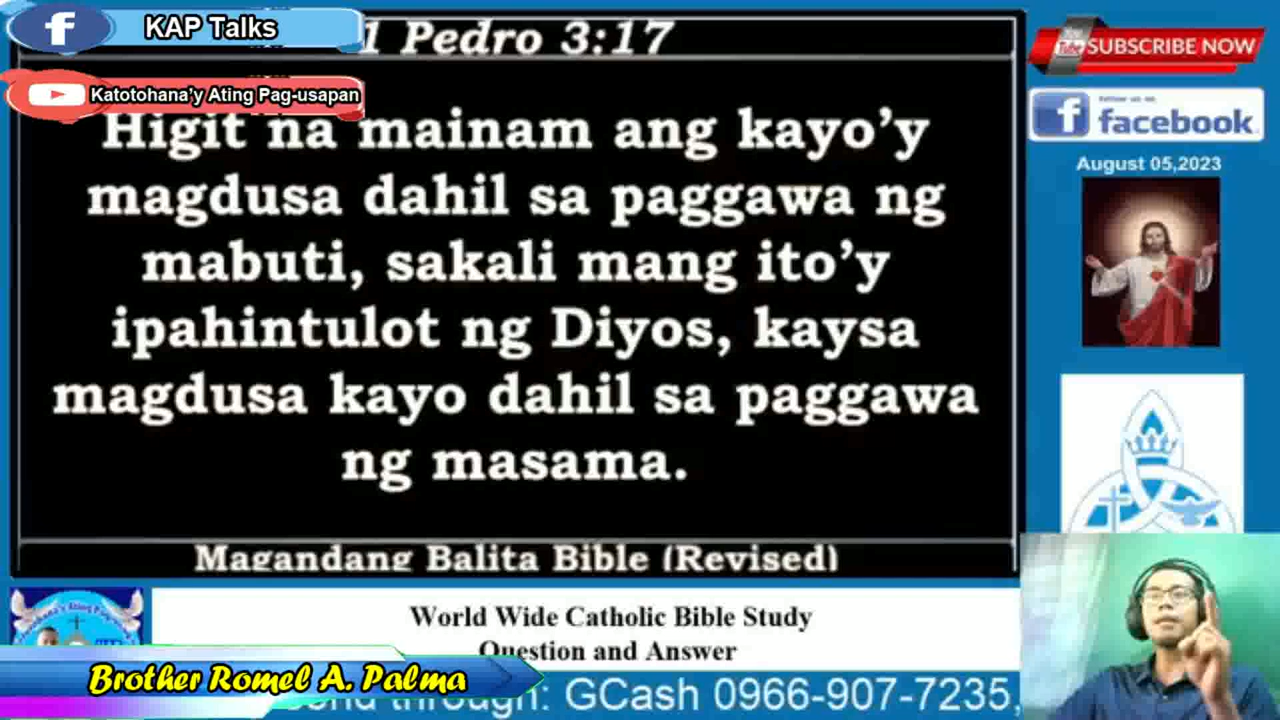 KAP Talks
1 Pedro 3:17
Katotohana'y Ating Pag-usapan
Higit na mainam ang kayo'y
magdusa dahil sa paggawa ng
mabuti, sakali mang ito'y
ipahintulot ng Diyos, kaysa
magdusa kayo dahil sa paggawa
ng masama.
Magandang Balita Bible (Revised)
SUBSCRIBE NOW
facebook
August 05,2023
World Wide Catholic Bible Study
Question and Answer
Brother Romel A. Palma
through: GCash 0966-907-7235,